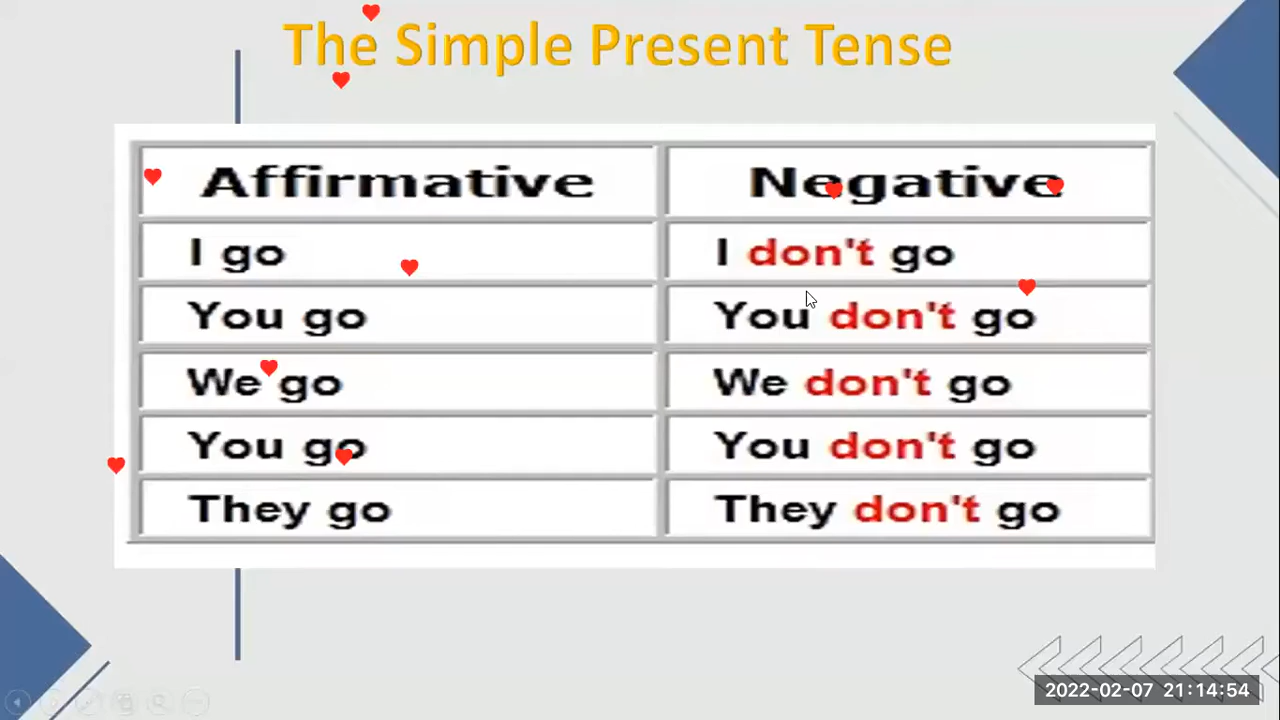 The Simple Present Tense
Affirmative Negative
I go I don't go
You go You don't go
We go We don't go
You go You don't go
They go They don't go
2022-02-07 21:14:54